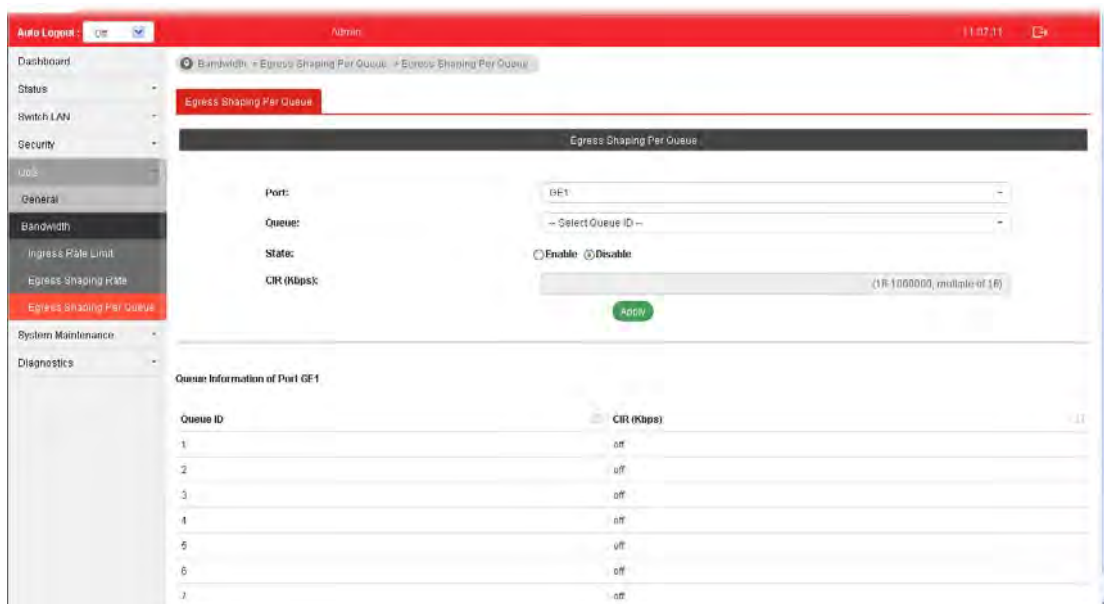 Auto Logout : Off
Admin
11:07:11
Dashboard
Status
Switch LAN
Security
QoS
General
Bandwidth
Ingress Rate Limit
Egress Shaping Rate
Egress Shaping Per Queue
System Maintenance
Diagnostics
Bandwidth » Egress Shaping Per Queue » Egress Shaping Per Queue
Egress Shaping Per Queue
Egress Shaping Per Queue
Port: GE1
Queue: -- Select Queue ID --
State: Enable Disable
CIR (Kbps): (16-1000000, multiple of 16)
Apply
Queue Information of Port GE1
Queue ID CIR (Kbps)
1 off
2 off
3 off
4 off
5 off
6 off
7 off